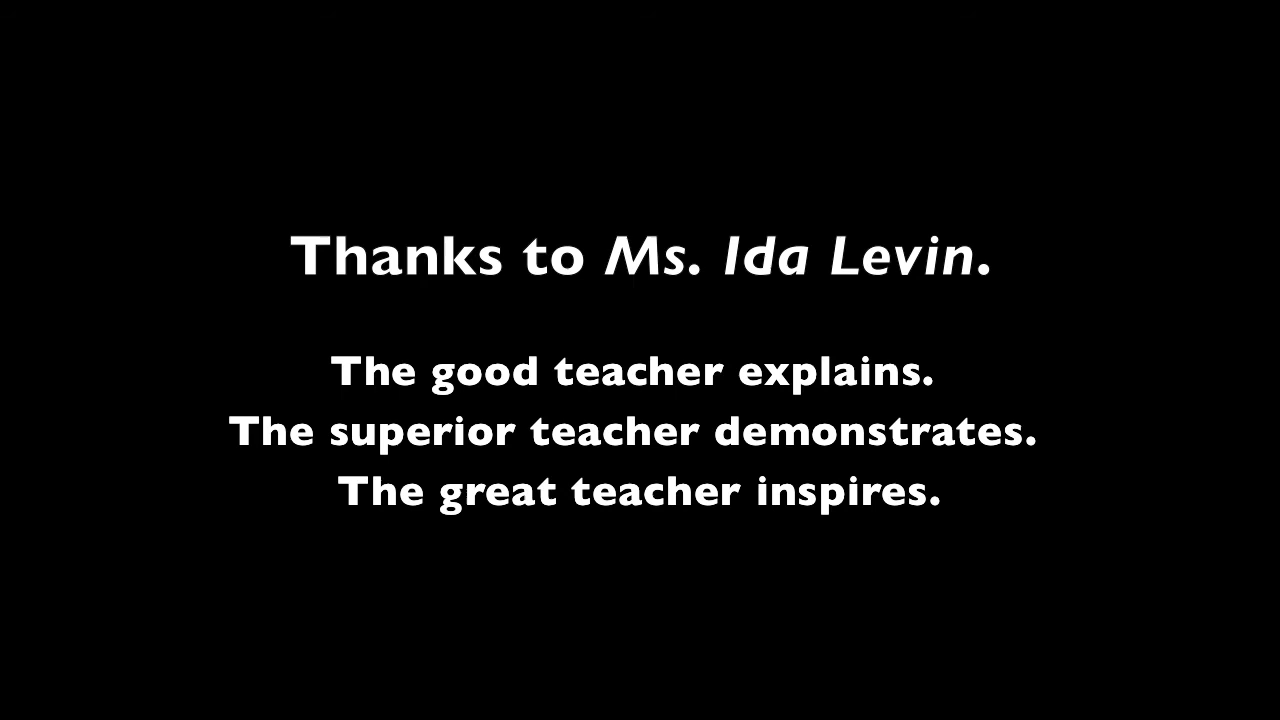 Thanks to Ms. Ida Levin.
The good teacher explains.
The superior teacher demonstrates.
The great teacher inspires.